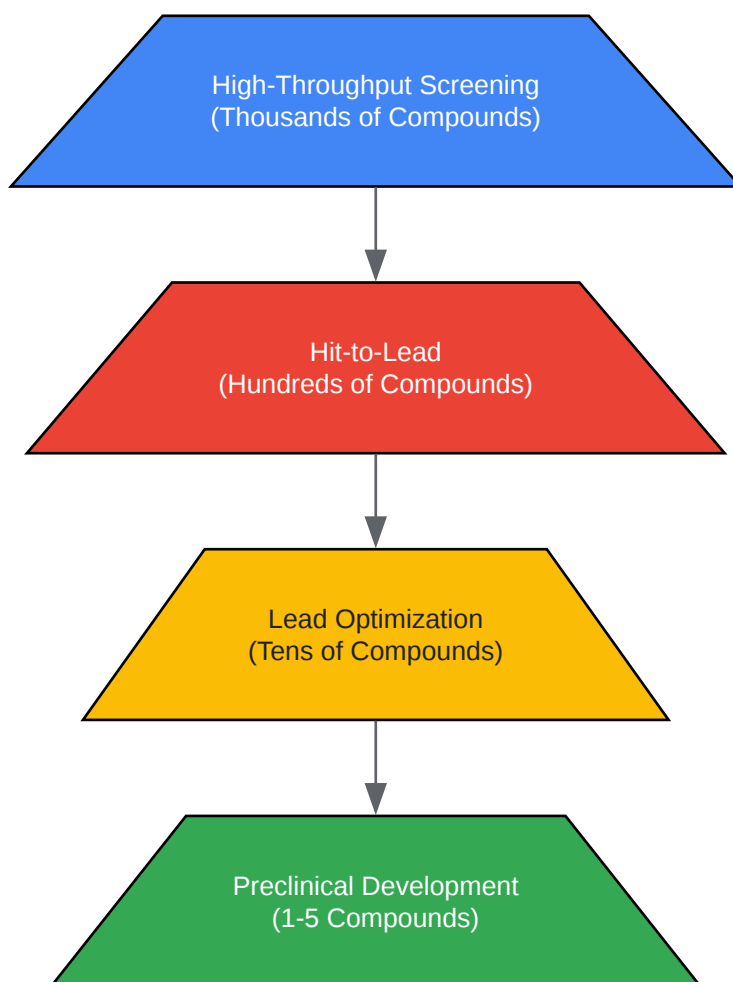 High-Throughput Screening
(Thousands of Compounds)
Hit-to-Lead
(Hundreds of Compounds)
Lead Optimization
(Tens of Compounds)
Preclinical Development
(1-5 Compounds)